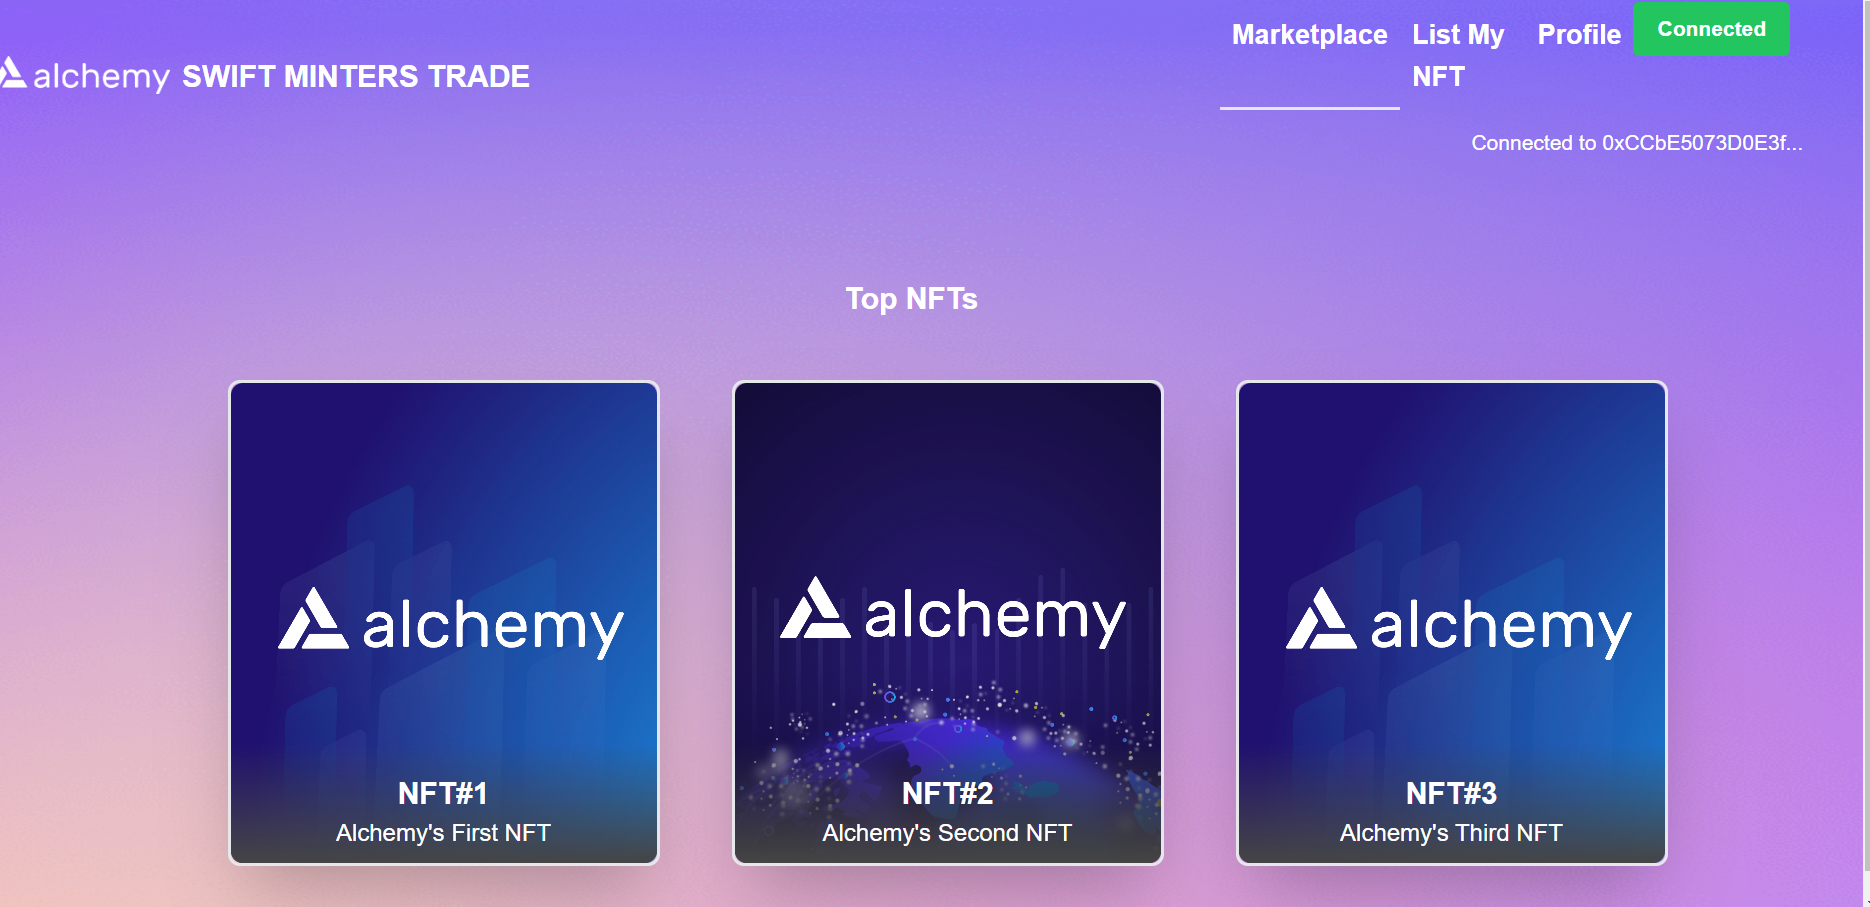 alchemy SWIFT MINTERS TRADE
Marketplace
List My
NFT
Profile
Connected
Connected to 0xCCbE5073D0E3f...
Top NFTs
alchemy
NFT#1
Alchemy's First NFT
alchemy
NFT#2
Alchemy's Second NFT
alchemy
NFT#3
Alchemy's Third NFT